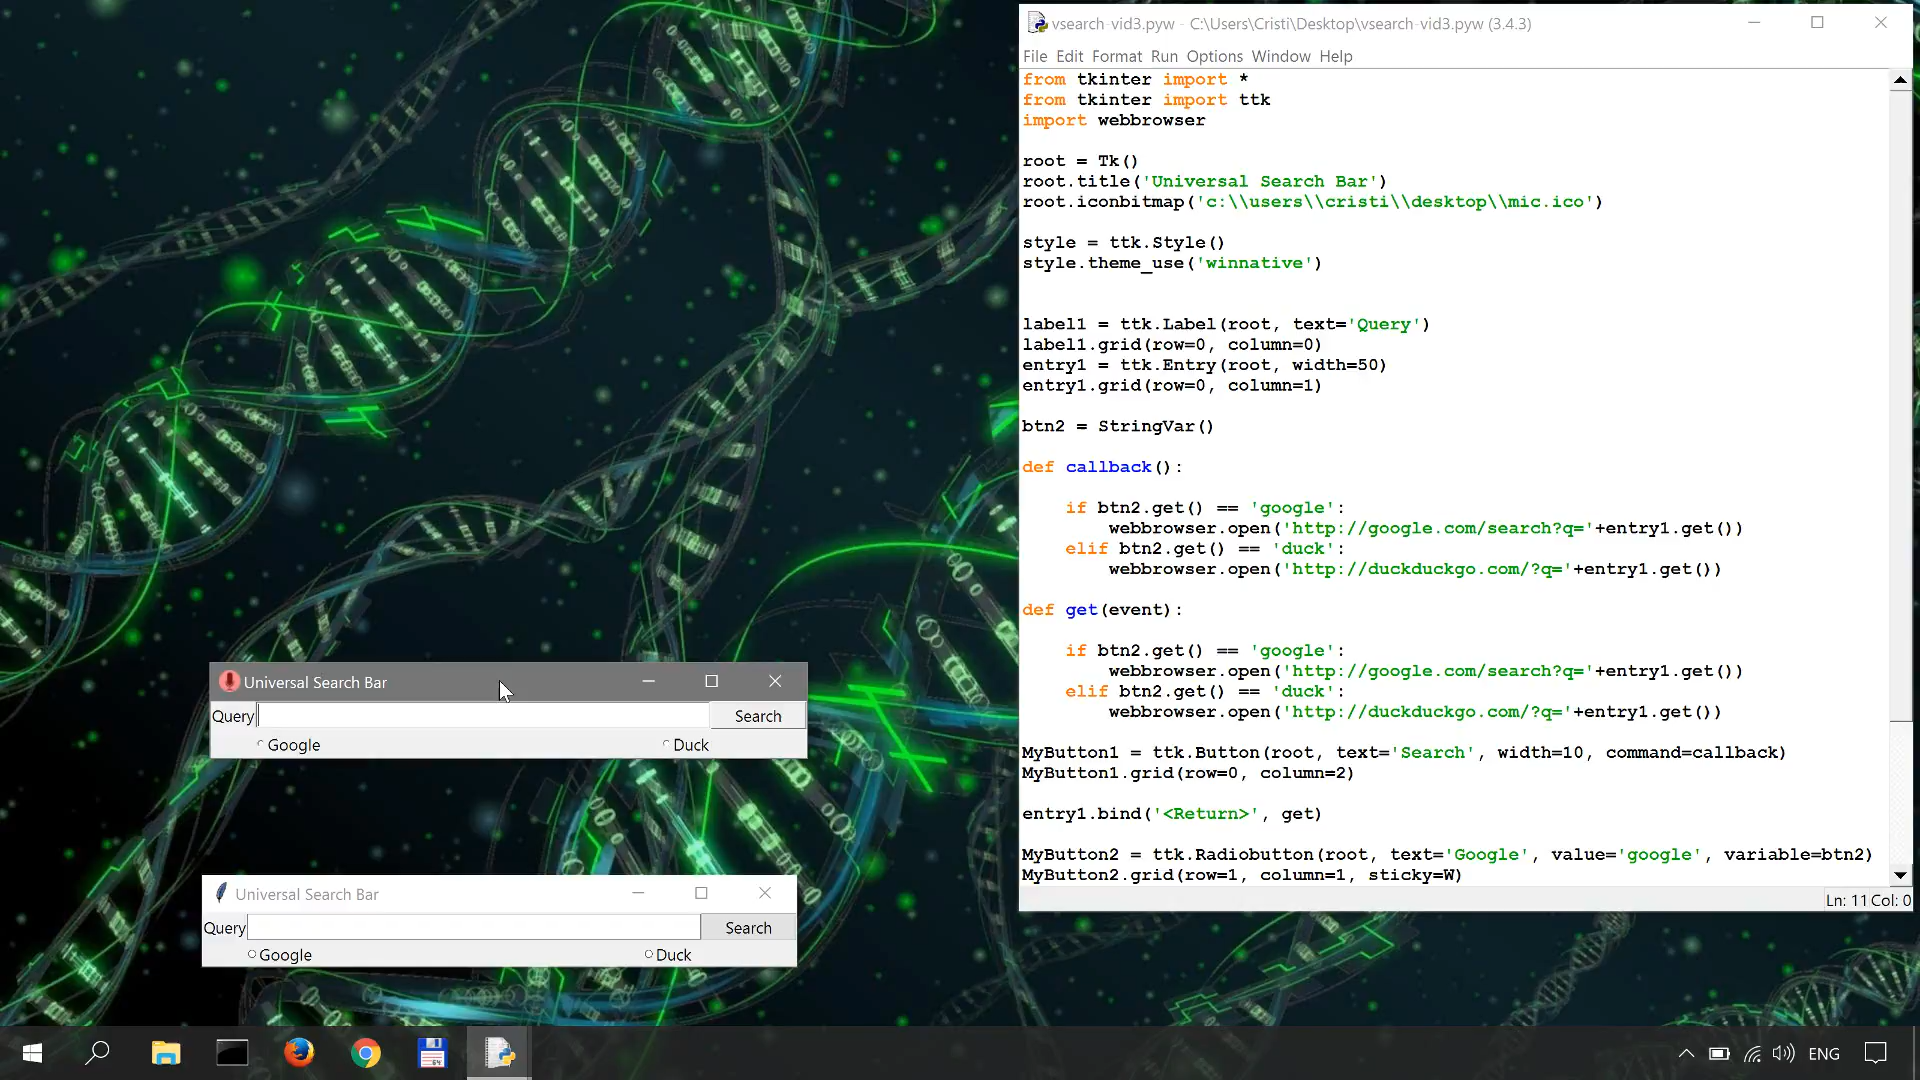 vsearch-vid3.pyw - C:\Users\Cristi\Desktop\vsearch-vid3.pyw (3.4.3)
File Edit Format Run Options Window Help
from tkinter import *
from tkinter import ttk
import webbrowser
root = Tk()
root.title('Universal Search Bar')
root.iconbitmap('c:\\users\\cristi\\desktop\\mic.ico')
style = ttk.Style()
style.theme_use('winnative')
label1 = ttk.Label(root, text='Query')
label1.grid(row=0, column=0)
entry1 = ttk.Entry(root, width=50)
entry1.grid(row=0, column=1)
btn2 = StringVar()
def callback():
    if btn2.get() == 'google':
        webbrowser.open('http://google.com/search?q='+entry1.get())
    elif btn2.get() == 'duck':
        webbrowser.open('http://duckduckgo.com/?q='+entry1.get())
def get(event):
    if btn2.get() == 'google':
        webbrowser.open('http://google.com/search?q='+entry1.get())
    elif btn2.get() == 'duck':
        webbrowser.open('http://duckduckgo.com/?q='+entry1.get())
MyButton1 = ttk.Button(root, text='Search', width=10, command=callback)
MyButton1.grid(row=0, column=2)
entry1.bind('<Return>', get)
MyButton2 = ttk.Radiobutton(root, text='Google', value='google', variable=btn2)
MyButton2.grid(row=1, column=1, sticky=W)
Ln: 11 Col: 0
Universal Search Bar
Query Search
Google Duck
Universal Search Bar
Query Search
Google Duck
64
ENG